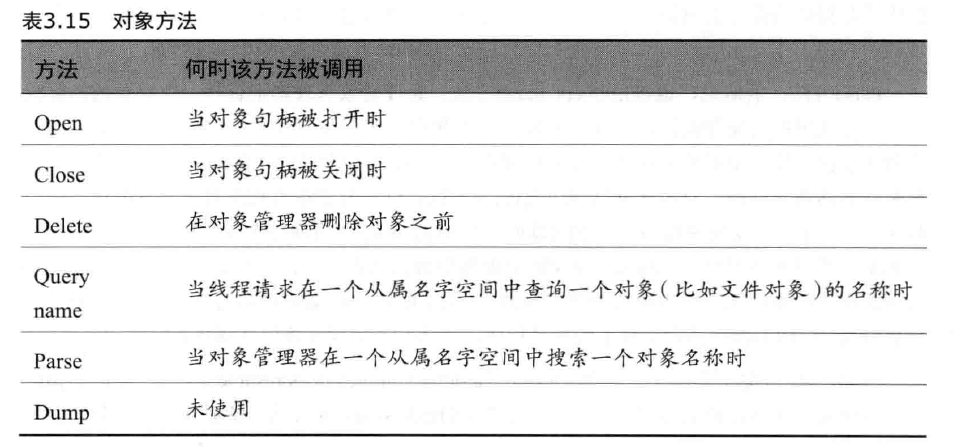 表3.15 对象方法
方法 何时该方法被调用
Open 当对象句柄被打开时
Close 当对象句柄被关闭时
Delete 在对象管理器删除对象之前
Query
name 当线程请求在一个从属名字空间中查询一个对象(比如文件对象)的名称时
Parse 当对象管理器在一个从属名字空间中搜索一个对象名称时
Dump 未使用